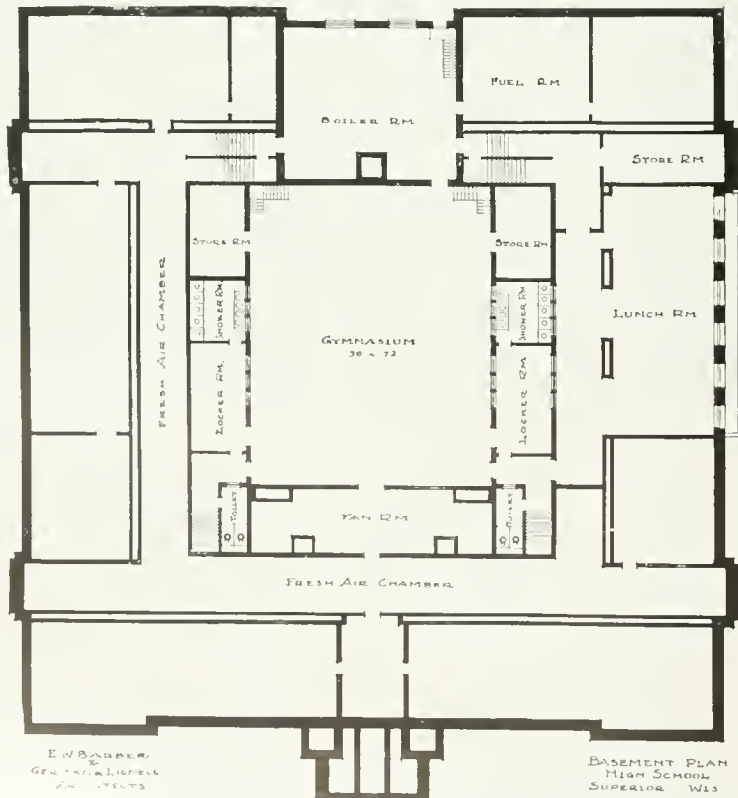 FUEL RM
BOILER RM
STORE RM
STORE RM
STORE RM
FRESH AIR CHAMBER
SHOWER RM
SHOWER RM
LUNCH RM
GYMNASIUM
56 x 72
LOCKER RM.
LOCKER RM.
TOILET
TOILET
FAN RM
FRESH AIR CHAMBER
E W BARBER
&
BASEMENT PLAN
HIGH SCHOOL
SUPERIOR WIS